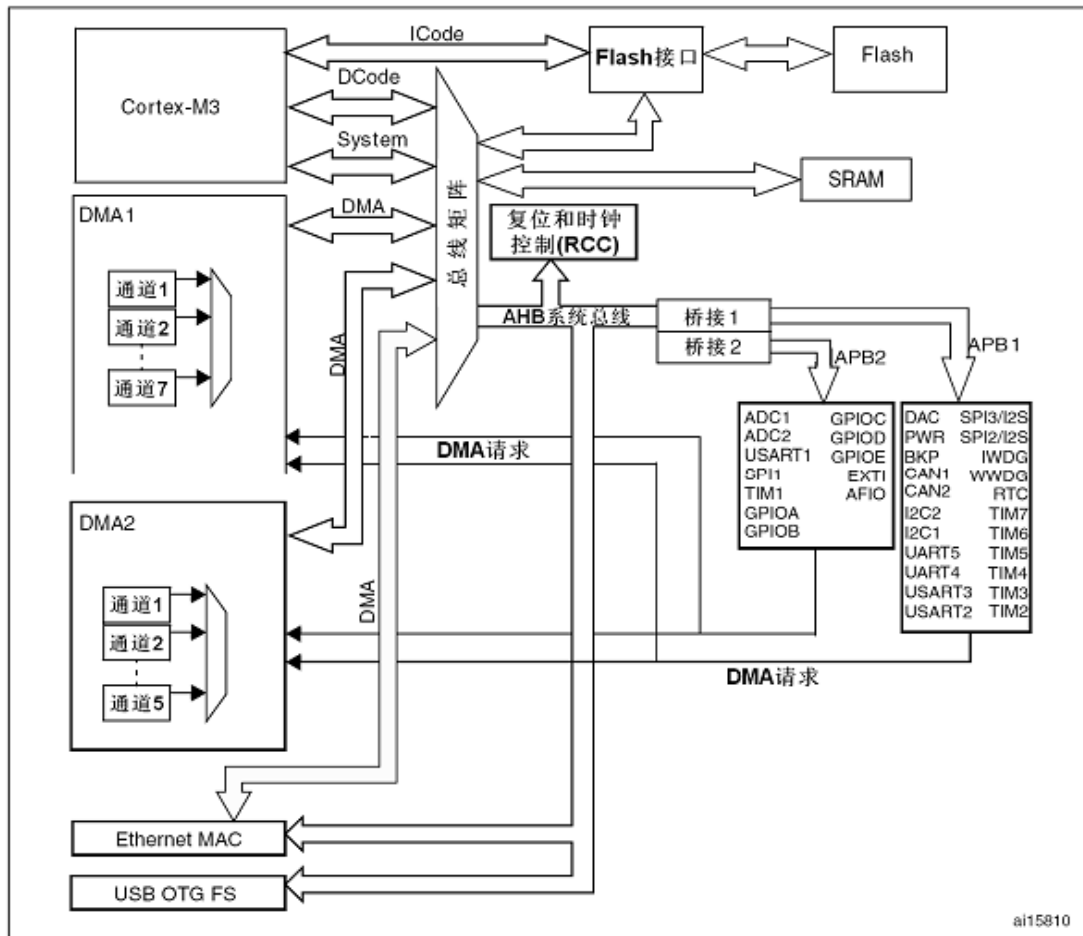 ICode
Flash接口
Flash
Cortex-M3
DCode
System
总线矩阵
SRAM
DMA1
DMA
复位和时钟
控制(RCC)
通道1
通道2
通道7
AHB系统总线
桥接1
桥接2
APB2
APB1
DMA
DMA请求
ADC1 GPIOC
ADC2 GPIOD
USART1 GPIOE
SPI1 EXTI
TIM1 AFIO
GPIOA
GPIOB
DAC SPI3/I2S
PWR SPI2/I2S
BKP IWDG
CAN1 WWDG
CAN2 RTC
I2C2 TIM7
I2C1 TIM6
UART5 TIM5
UART4 TIM4
USART3 TIM3
USART2 TIM2
DMA2
DMA
通道1
通道2
通道5
DMA请求
Ethernet MAC
USB OTG FS
ai15810